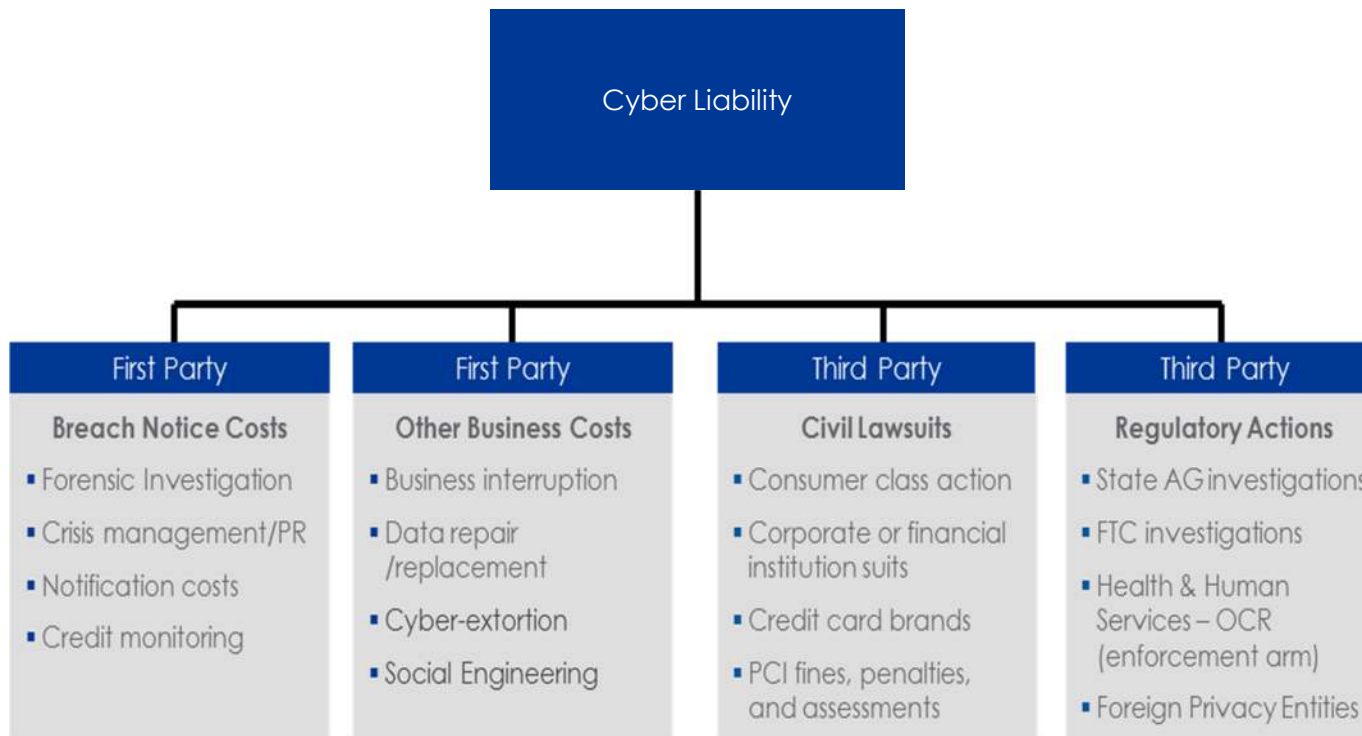 Cyber Liability
First Party
Breach Notice Costs
▪ Forensic Investigation
▪ Crisis management/PR
▪ Notification costs
▪ Credit monitoring
First Party
Other Business Costs
▪ Business interruption
▪ Data repair
/replacement
▪ Cyber-extortion
▪ Social Engineering
Third Party
Civil Lawsuits
▪ Consumer class action
▪ Corporate or financial
institution suits
▪ Credit card brands
▪ PCI fines, penalties,
and assessments
Third Party
Regulatory Actions
▪ State AG investigations
▪ FTC investigations
▪ Health & Human
Services – OCR
(enforcement arm)
▪ Foreign Privacy Entities